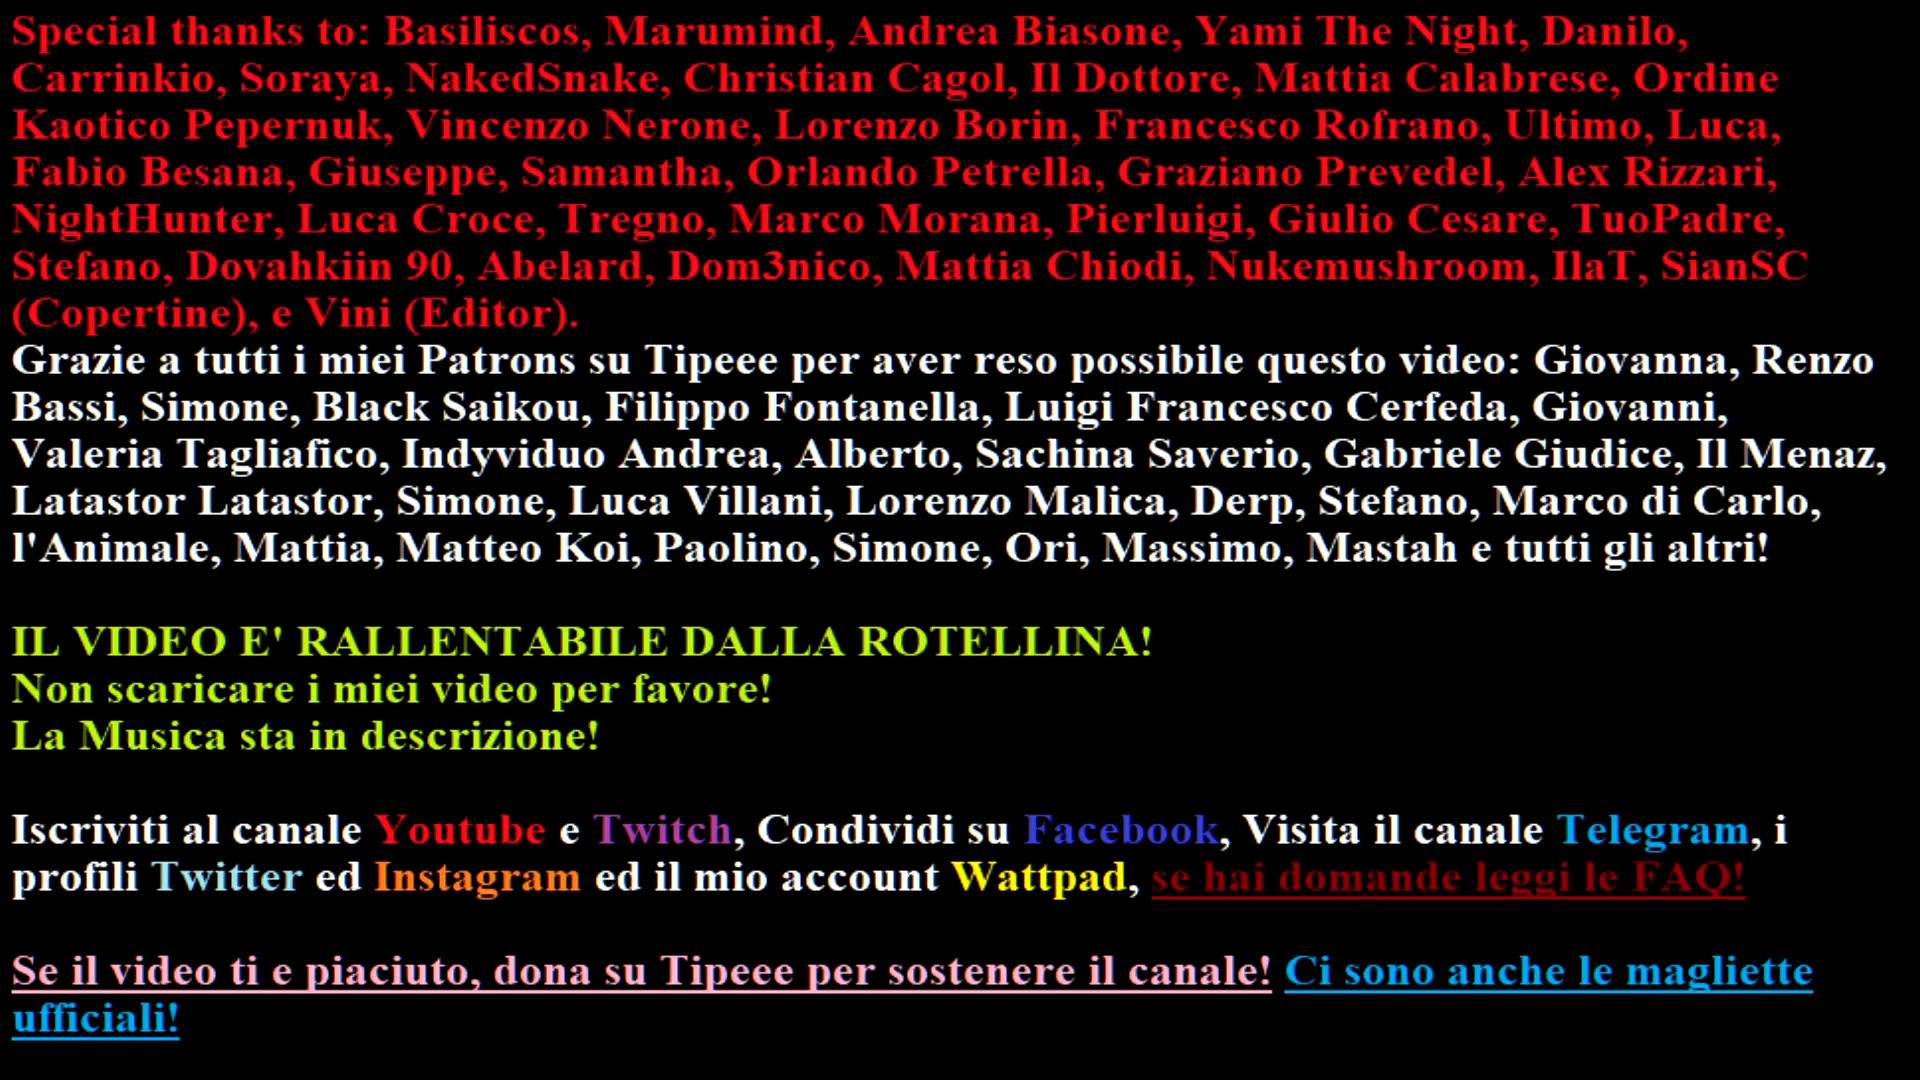 Special thanks to: Basiliscos, Marumind, Andrea Biasone, Yami The Night, Danilo,
Carrinkio, Soraya, NakedSnake, Christian Cagol, Il Dottore, Mattia Calabrese, Ordine
Kaotico Pepernuk, Vincenzo Nerone, Lorenzo Borin, Francesco Rofrano, Ultimo, Luca,
Fabio Besana, Giuseppe, Samantha, Orlando Petrella, Graziano Prevedel, Alex Rizzari,
NightHunter, Luca Croce, Tregno, Marco Morana, Pierluigi, Giulio Cesare, TuoPadre,
Stefano, Dovahkiin 90, Abelard, Dom3nico, Mattia Chiodi, Nukemushroom, IlaT, SianSC
(Copertine), e Vini (Editor).
Grazie a tutti i miei Patrons su Tipeee per aver reso possibile questo video: Giovanna, Renzo
Bassi, Simone, Black Saikou, Filippo Fontanella, Luigi Francesco Cerfeda, Giovanni,
Valeria Tagliafico, Indyviduo Andrea, Alberto, Sachina Saverio, Gabriele Giudice, Il Menaz,
Latastor Latastor, Simone, Luca Villani, Lorenzo Malica, Derp, Stefano, Marco di Carlo,
l'Animale, Mattia, Matteo Koi, Paolino, Simone, Ori, Massimo, Mastah e tutti gli altri!
IL VIDEO E' RALLENTABILE DALLA ROTELLINA!
Non scaricare i miei video per favore!
La Musica sta in descrizione!
Iscriviti al canale Youtube e Twitch, Condividi su Facebook, Visita il canale Telegram, i
profili Twitter ed Instagram ed il mio account Wattpad, se hai domande leggi le FAQ!
Se il video ti e piaciuto, dona su Tipeee per sostenere il canale! Ci sono anche le magliette
ufficiali!